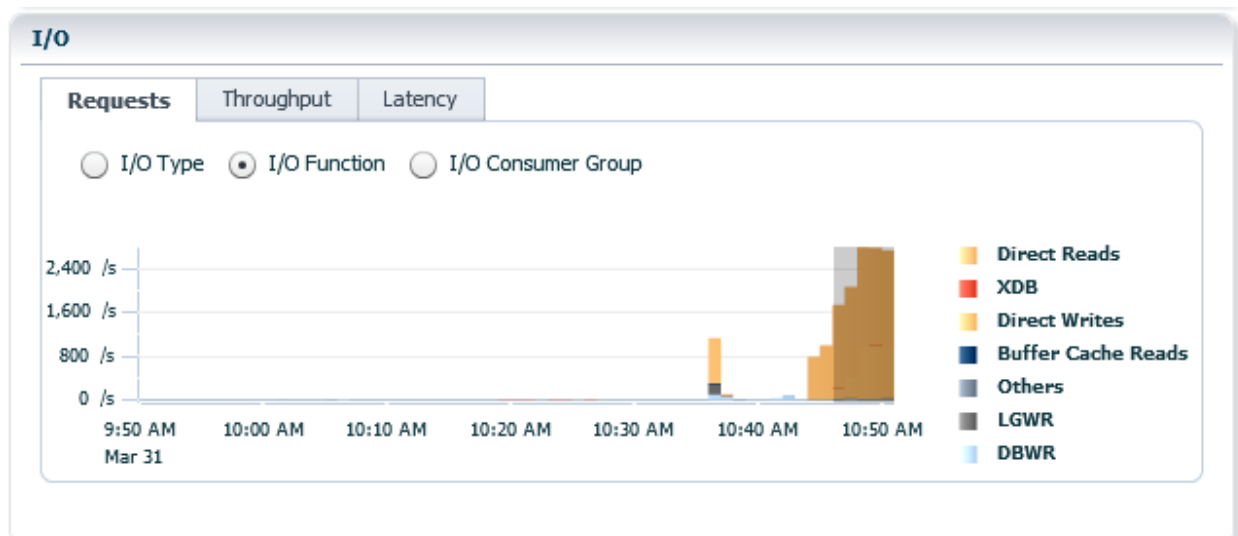 I/O
Requests Throughput Latency
I/O Type I/O Function I/O Consumer Group
2,400 /s
1,600 /s
800 /s
0 /s
9:50 AM 10:00 AM 10:10 AM 10:20 AM 10:30 AM 10:40 AM 10:50 AM
Mar 31
Direct Reads
XDB
Direct Writes
Buffer Cache Reads
Others
LGWR
DBWR